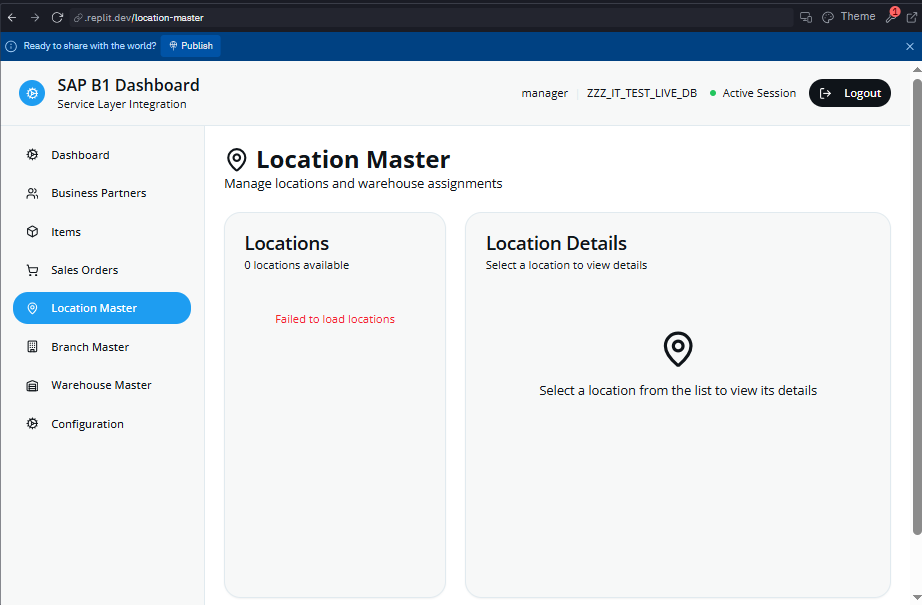 .replit.dev/location-master
Theme
1
Ready to share with the world?
Publish
SAP B1 Dashboard
Service Layer Integration
manager
ZZZ_IT_TEST_LIVE_DB
Active Session
Logout
Dashboard
Business Partners
Items
Sales Orders
Location Master
Branch Master
Warehouse Master
Configuration
Location Master
Manage locations and warehouse assignments
Locations
0 locations available
Failed to load locations
Location Details
Select a location to view details
Select a location from the list to view its details